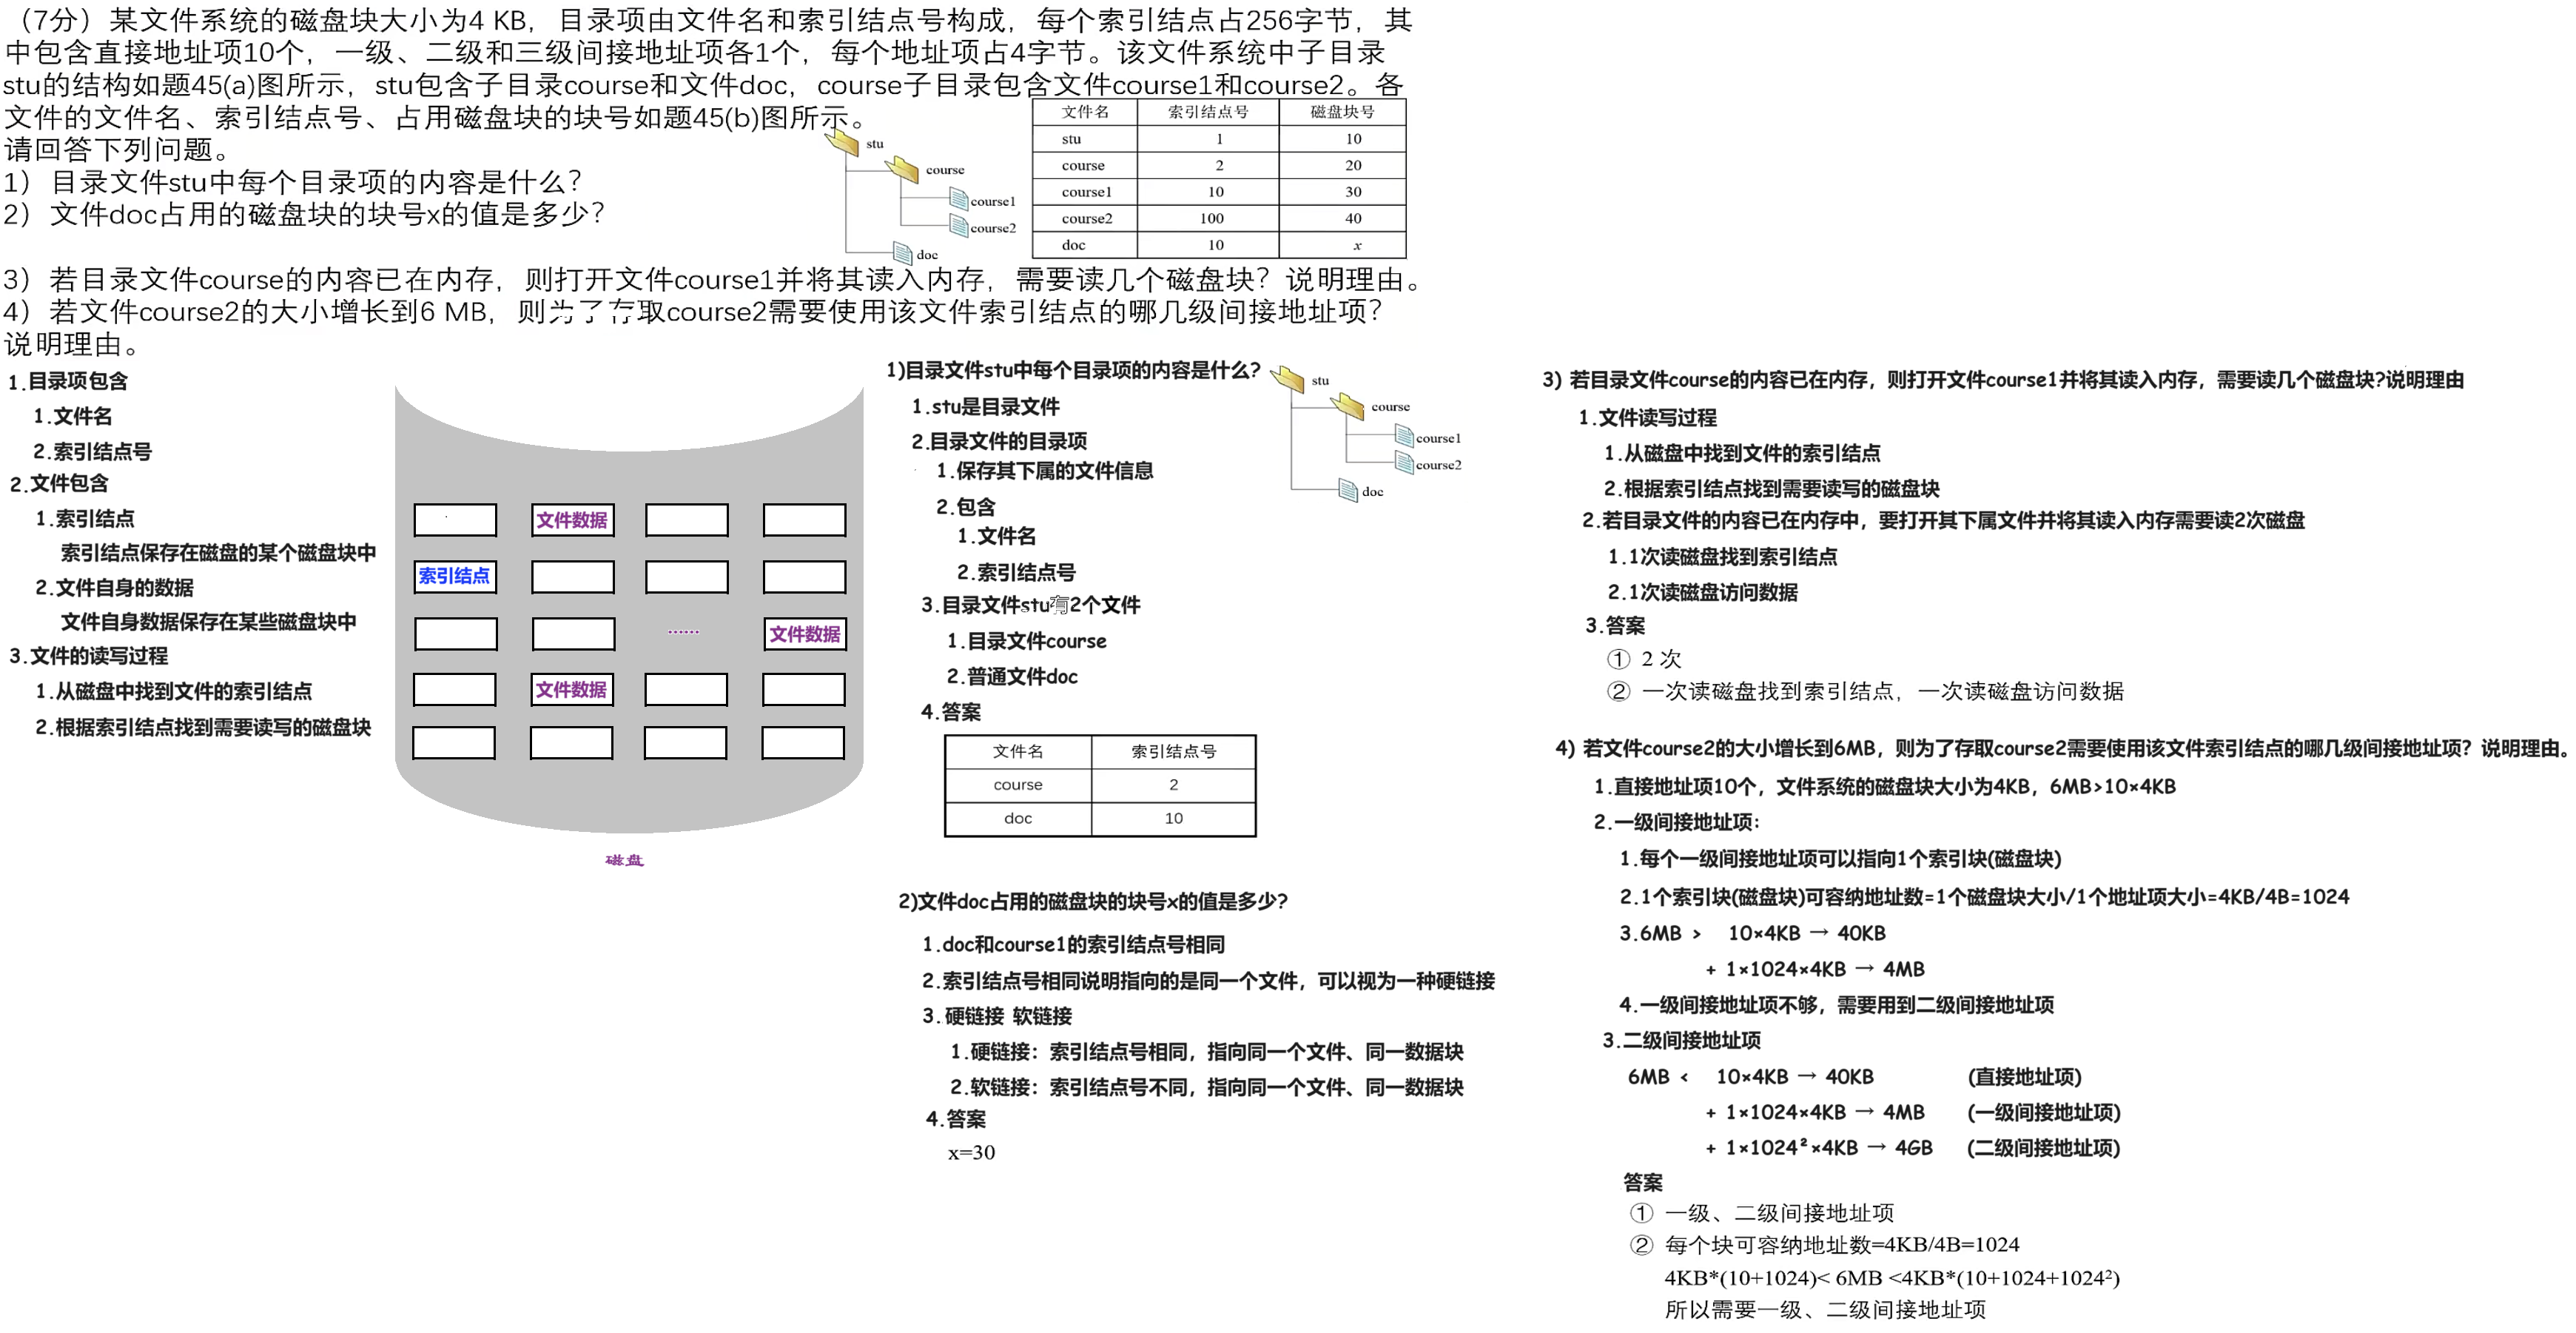 （7分）某文件系统的磁盘块大小为4 KB，目录项由文件名和索引结点号构成，每个索引结点占256字节，其
中包含直接地址项10个，一级、二级和三级间接地址项各1个，每个地址项占4字节。该文件系统中子目录
stu的结构如题45(a)图所示，stu包含子目录course和文件doc，course子目录包含文件course1和course2。各
文件的文件名、索引结点号、占用磁盘块的块号如题45(b)图所示。
请回答下列问题。
1）目录文件stu中每个目录项的内容是什么？
2）文件doc占用的磁盘块的块号x的值是多少？
stu
course
course1
course2
doc
文件名 索引结点号 磁盘块号
stu 1 10
course 2 20
course1 10 30
course2 100 40
doc 10 x
3）若目录文件course的内容已在内存，则打开文件course1并将其读入内存，需要读几个磁盘块？说明理由。
4）若文件course2的大小增长到6 MB，则为了存取course2需要使用该文件索引结点的哪几级间接地址项？
说明理由。
1.目录项包含
1.文件名
2.索引结点号
2.文件包含
1.索引结点
索引结点保存在磁盘的某个磁盘块中
2.文件自身的数据
文件自身数据保存在某些磁盘块中
3.文件的读写过程
1.从磁盘中找到文件的索引结点
2.根据索引结点找到需要读写的磁盘块
文件数据
索引结点
...... 文件数据
文件数据
磁盘
1)目录文件stu中每个目录项的内容是什么?
1.stu是目录文件
2.目录文件的目录项
1.保存其下属的文件信息
2.包含
1.文件名
2.索引结点号
3.目录文件stu有2个文件
1.目录文件course
2.普通文件doc
4.答案
文件名 索引结点号
course 2
doc 10
stu
course
course1
course2
doc
2)文件doc占用的磁盘块的块号x的值是多少?
1.doc和course1的索引结点号相同
2.索引结点号相同说明指向的是同一个文件，可以视为一种硬链接
3.硬链接 软链接
1.硬链接：索引结点号相同，指向同一个文件、同一数据块
2.软链接：索引结点号不同，指向同一个文件、同一数据块
4.答案
x=30
3) 若目录文件course的内容已在内存，则打开文件course1并将其读入内存，需要读几个磁盘块?说明理由
1.文件读写过程
1.从磁盘中找到文件的索引结点
2.根据索引结点找到需要读写的磁盘块
2.若目录文件的内容已在内存中，要打开其下属文件并将其读入内存需要读2次磁盘
1.1次读磁盘找到索引结点
2.1次读磁盘访问数据
3.答案
① 2 次
② 一次读磁盘找到索引结点，一次读磁盘访问数据
4) 若文件course2的大小增长到6MB，则为了存取course2需要使用该文件索引结点的哪几级间接地址项？说明理由。
1.直接地址项10个，文件系统的磁盘块大小为4KB，6MB>10×4KB
2.一级间接地址项：
1.每个一级间接地址项可以指向1个索引块(磁盘块)
2.1个索引块(磁盘块)可容纳地址数=1个磁盘块大小/1个地址项大小=4KB/4B=1024
3.6MB > 10×4KB → 40KB
+ 1×1024×4KB → 4MB
4.一级间接地址项不够，需要用到二级间接地址项
3.二级间接地址项
6MB < 10×4KB → 40KB (直接地址项)
+ 1×1024×4KB → 4MB (一级间接地址项)
+ 1×1024²×4KB → 4GB (二级间接地址项)
答案
① 一级、二级间接地址项
② 每个块可容纳地址数=4KB/4B=1024
4KB*(10+1024)< 6MB <4KB*(10+1024+1024²)
所以需要一级、二级间接地址项